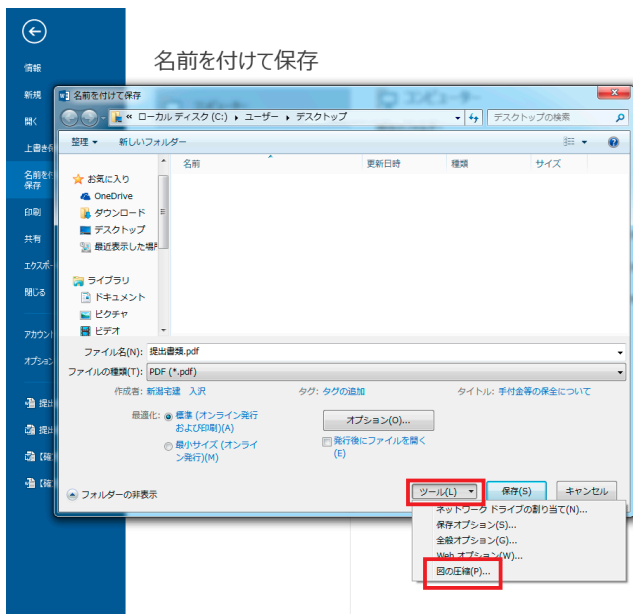 情報
名前を付けて保存
新規
名前を付けて保存
開く
« ローカル ディスク (C:) ▸ ユーザー ▸ デスクトップ
デスクトップの検索
上書き
整理 ▼ 新しいフォルダー
名前 更新日時 種類 サイズ
名前を付
保存
お気に入り
OneDrive
ダウンロード
デスクトップ
最近表示した場所
ライブラリ
ドキュメント
ピクチャ
ビデオ
印刷
共有
エクスポー
閉じる
アカウント
オプション
ファイル名(N): 提出書類.pdf
ファイルの種類(T): PDF (*.pdf)
作成者: 新潟宅建 入沢 タグ: タグの追加 タイトル: 手付金等の保全について
最適化: 標準 (オンライン発行
および印刷)(A)
最小サイズ (オンライ
ン発行)(M)
オプション(O)...
発行後にファイルを開く
(E)
提出
提出
【確
【確
フォルダーの非表示
ツール(L) ▼ 保存(S) キャンセル
ネットワーク ドライブの割り当て(N)...
保存オプション(S)...
全般オプション(G)...
Web オプション(W)...
図の圧縮(P)...